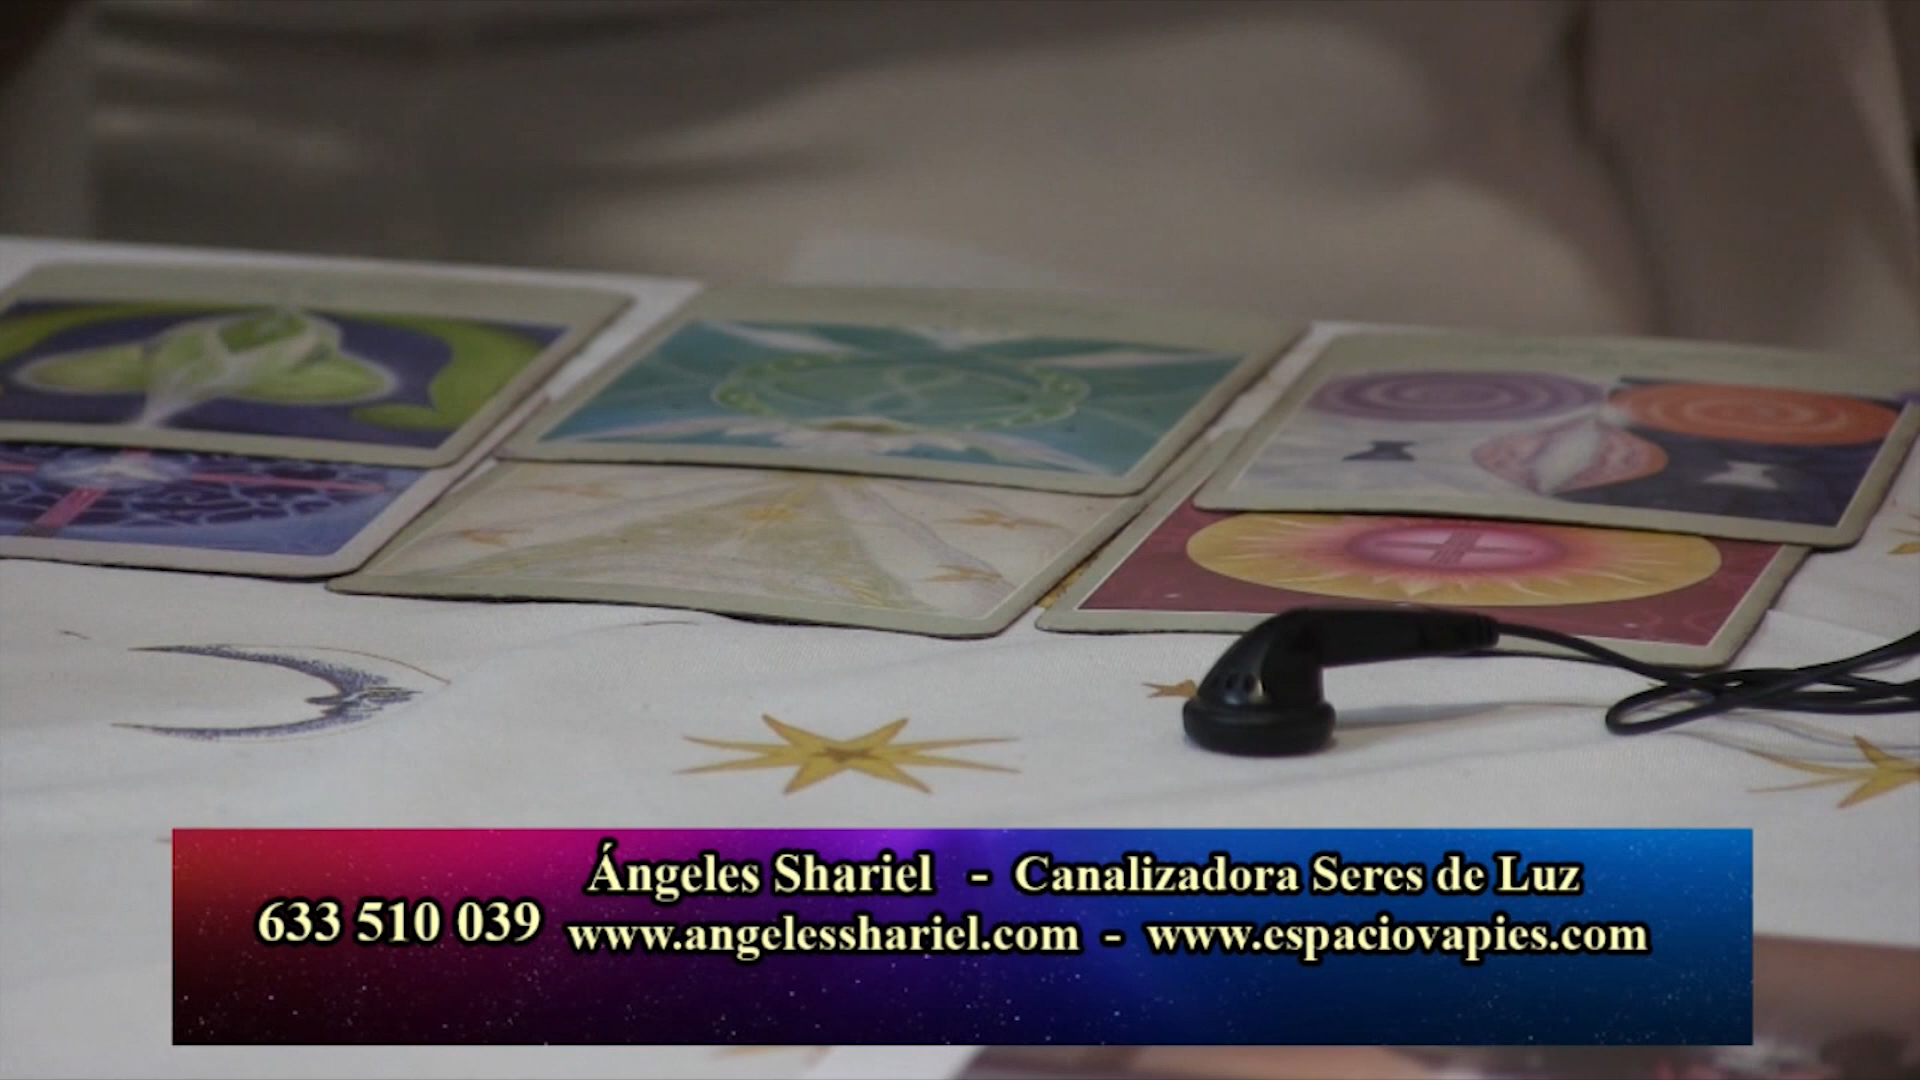 Ángeles Shariel - Canalizadora Seres de Luz
633 510 039
www.angelesshariel.com - www.espaciovapies.com